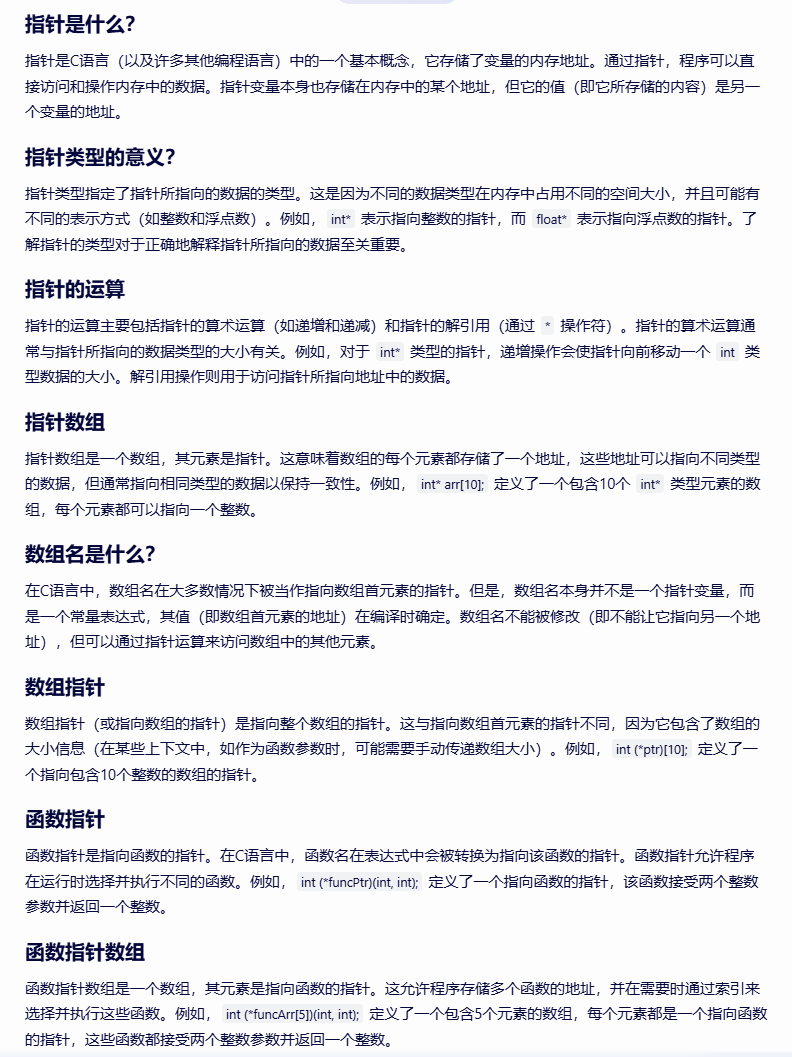 指针是什么？
指针是C语言（以及许多其他编程语言）中的一个基本概念，它存储了变量的内存地址。通过指针，程序可以直
接访问和操作内存中的数据。指针变量本身也存储在内存中的某个地址，但它的值（即它所存储的内容）是另一
个变量的地址。
指针类型的意义？
指针类型指定了指针所指向的数据的类型。这是因为不同的数据类型在内存中占用不同的空间大小，并且可能有
不同的表示方式（如整数和浮点数）。例如， int* 表示指向整数的指针，而 float* 表示指向浮点数的指针。了
解指针的类型对于正确地解释指针所指向的数据至关重要。
指针的运算
指针的运算主要包括指针的算术运算（如递增和递减）和指针的解引用（通过 * 操作符）。指针的算术运算通
常与指针所指向的数据类型的大小有关。例如，对于 int* 类型的指针，递增操作会使指针向前移动一个 int 类
型数据的大小。解引用操作则用于访问指针所指向地址中的数据。
指针数组
指针数组是一个数组，其元素是指针。这意味着数组的每个元素都存储了一个地址，这些地址可以指向不同类型
的数据，但通常指向相同类型的数据以保持一致性。例如， int* arr[10]; 定义了一个包含10个 int* 类型元素的数
组，每个元素都可以指向一个整数。
数组名是什么？
在C语言中，数组名在大多数情况下被当作指向数组首元素的指针。但是，数组名本身并不是一个指针变量，而
是一个常量表达式，其值（即数组首元素的地址）在编译时确定。数组名不能被修改（即不能让它指向另一个地
址），但可以通过指针运算来访问数组中的其他元素。
数组指针
数组指针（或指向数组的指针）是指向整个数组的指针。这与指向数组首元素的指针不同，因为它包含了数组的
大小信息（在某些上下文中，如作为函数参数时，可能需要手动传递数组大小）。例如， int (*ptr)[10]; 定义了一
个指向包含10个整数的数组的指针。
函数指针
函数指针是指向函数的指针。在C语言中，函数名在表达式中会被转换为指向该函数的指针。函数指针允许程序
在运行时选择并执行不同的函数。例如， int (*funcPtr)(int, int); 定义了一个指向函数的指针，该函数接受两个整数
参数并返回一个整数。
函数指针数组
函数指针数组是一个数组，其元素是指向函数的指针。这允许程序存储多个函数的地址，并在需要时通过索引来
选择并执行这些函数。例如， int (*funcArr[5])(int, int); 定义了一个包含5个元素的数组，每个元素都是一个指向函数
的指针，这些函数都接受两个整数参数并返回一个整数。